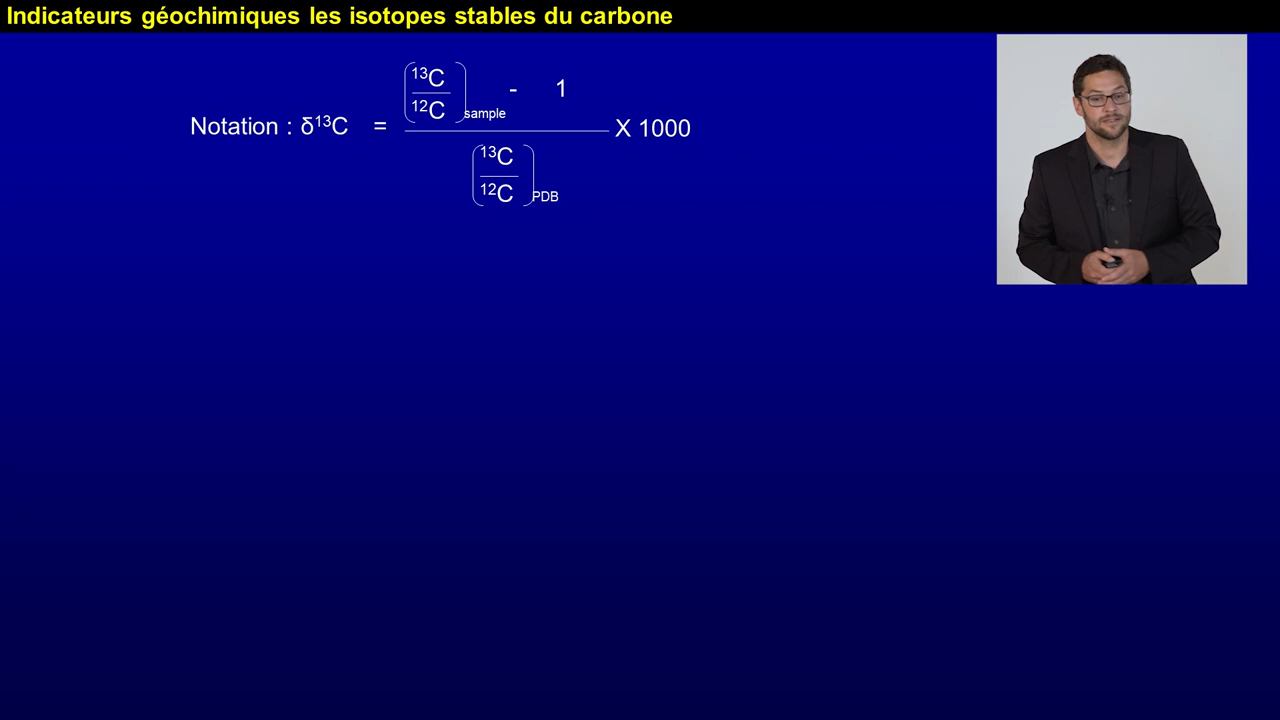 Indicateurs géochimiques les isotopes stables du carbone
¹³C
¹²C sample - 1
Notation : δ¹³C = X 1000
¹³C
¹²C PDB